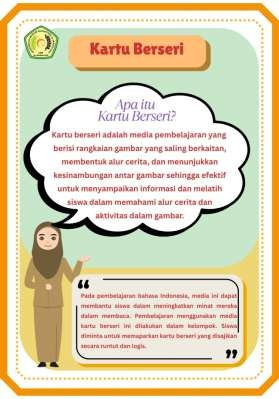 Kartu Berseri
Apa itu
Kartu Berseri?
Kartu berseri adalah media pembelajaran yang
berisi rangkaian gambar yang saling berkaitan,
membentuk alur cerita, dan menunjukkan
kesinambungan antar gambar sehingga efektif
untuk menyampaikan informasi dan melatih
siswa dalam memahami alur cerita dan
aktivitas dalam gambar.
Pada pembelajaran bahasa Indonesia, media ini dapat
membantu siswa dalam meningkatkan minat mereka
dalam membaca. Pembelajaran menggunakan media
kartu berseri ini dilakukan dalam kelompok. Siswa
diminta untuk memaparkan kartu berseri yang disajikan
secara runtut dan logis.